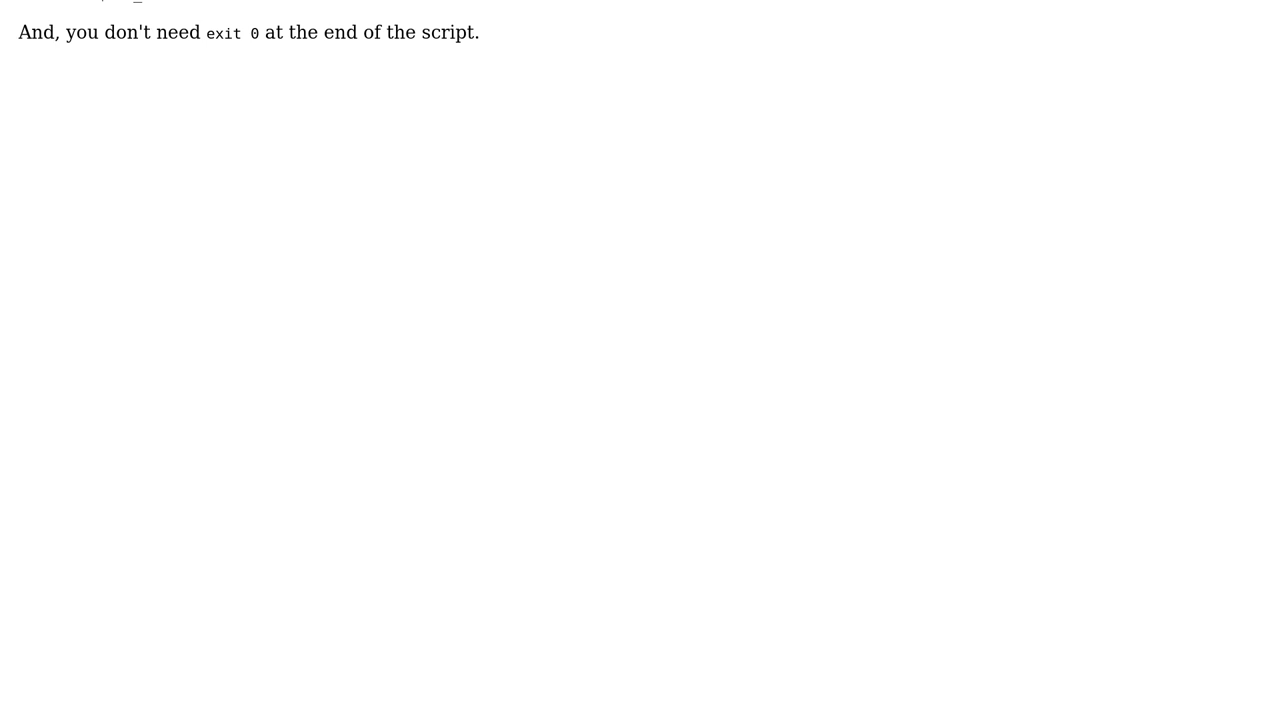 And, you don't need exit 0 at the end of the script.